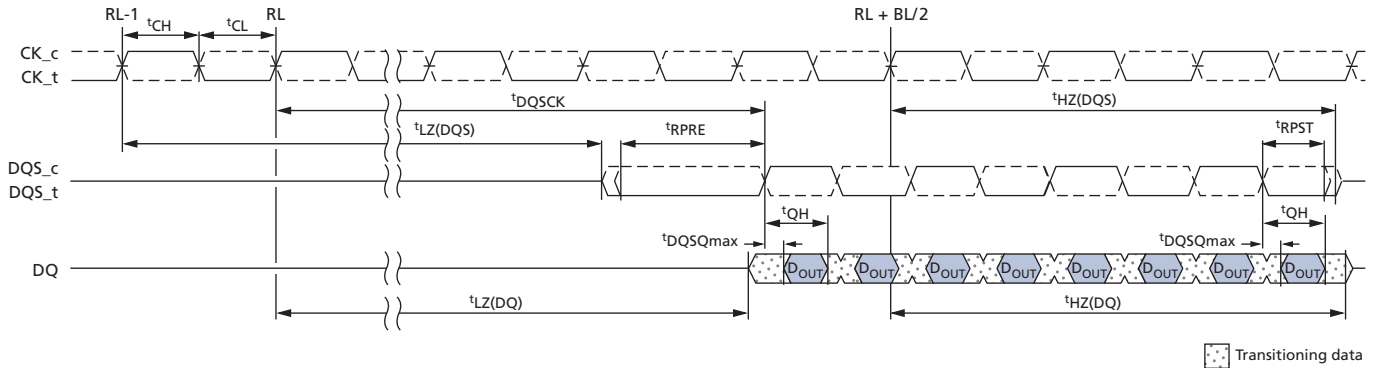 RL-1 RL RL + BL/2
tCH tCL
CK_c
CK_t
tDQSCK tHZ(DQS)
tLZ(DQS) tRPRE tRPST
DQS_c
DQS_t
tQH tQH
tDQSQmax tDQSQmax
DQ DOUT DOUT DOUT DOUT DOUT DOUT DOUT DOUT
tLZ(DQ) tHZ(DQ)
Transitioning data